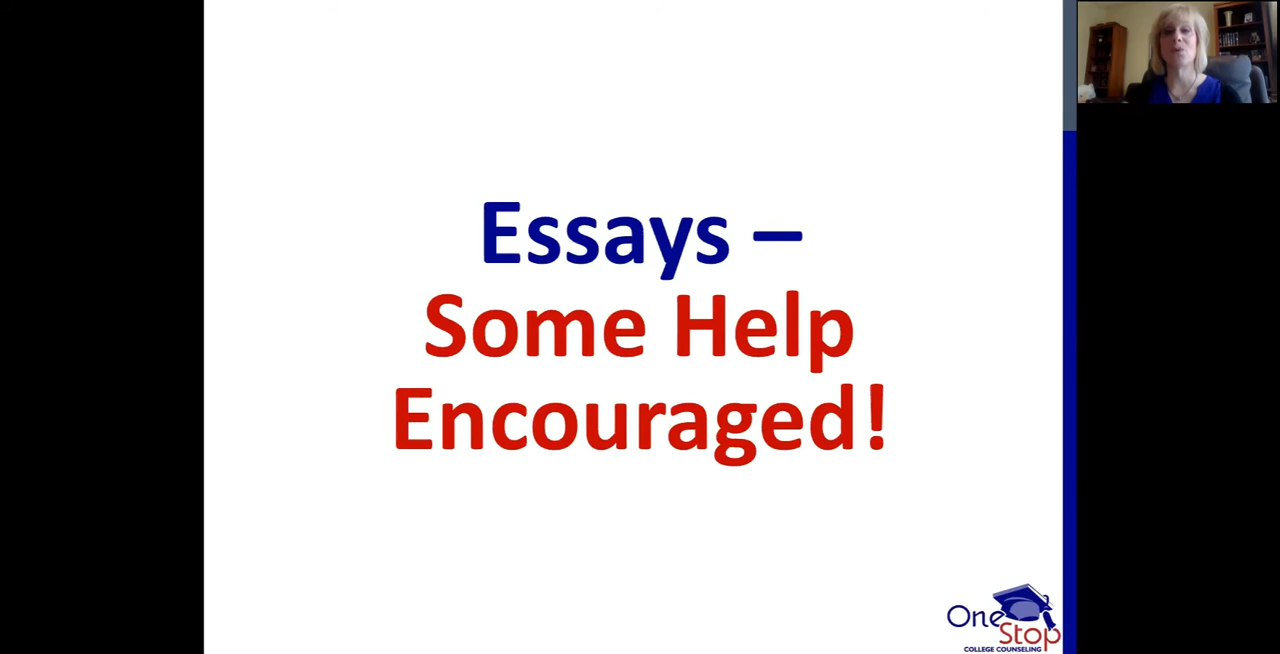 Essays –
Some Help
Encouraged!
One
Stop
COLLEGE COUNSELING